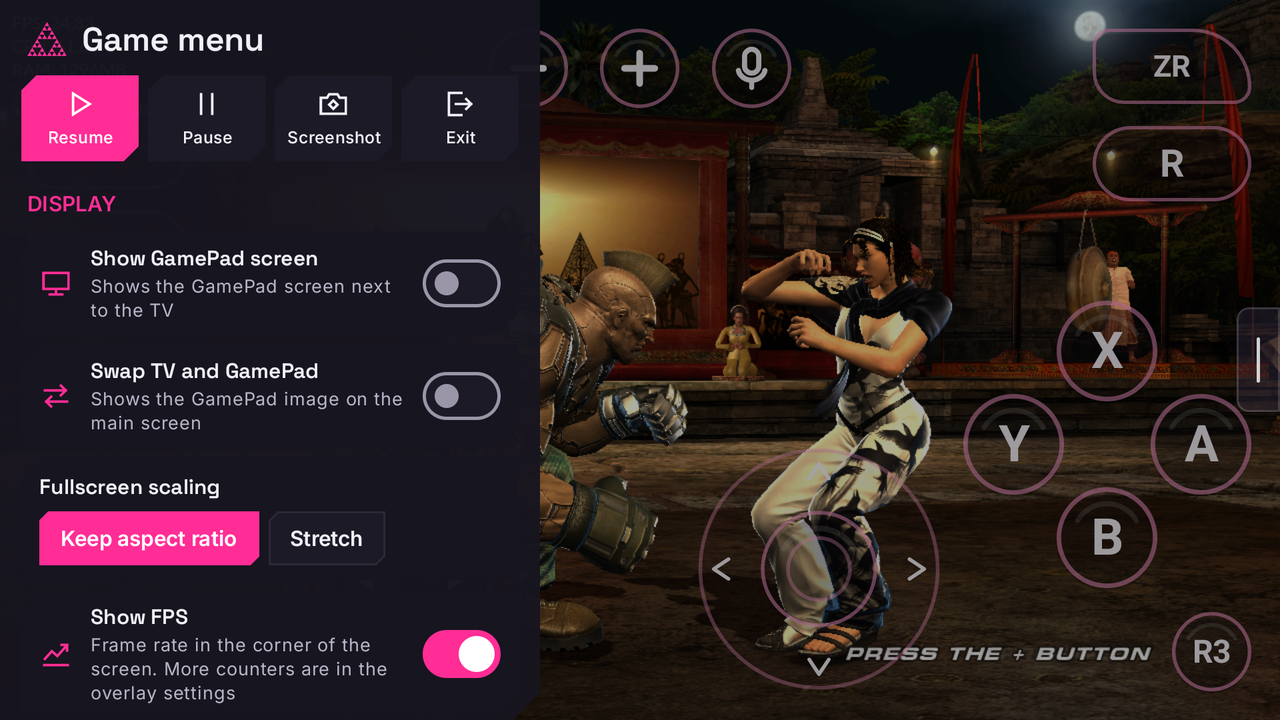 Game menu
Resume
Pause
Screenshot
Exit
DISPLAY
Show GamePad screen
Shows the GamePad screen next
to the TV
Swap TV and GamePad
Shows the GamePad image on the
main screen
Fullscreen scaling
Keep aspect ratio
Stretch
Show FPS
Frame rate in the corner of the
screen. More counters are in the
overlay settings
ZR
R
X
Y
A
B
R3
PRESS THE + BUTTON